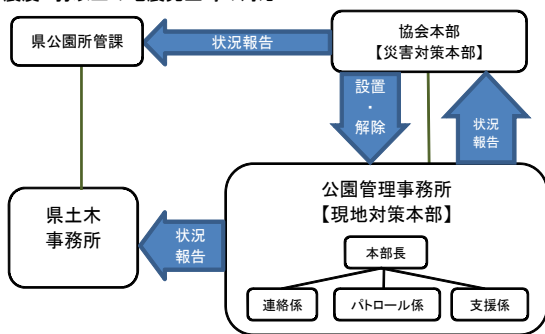 県公園所管課
状況報告
協会本部
【災害対策本部】
設置
・
解除
状況
報告
公園管理事務所
【現地対策本部】
県土木
事務所
状況
報告
本部長
連絡係
パトロール係
支援係